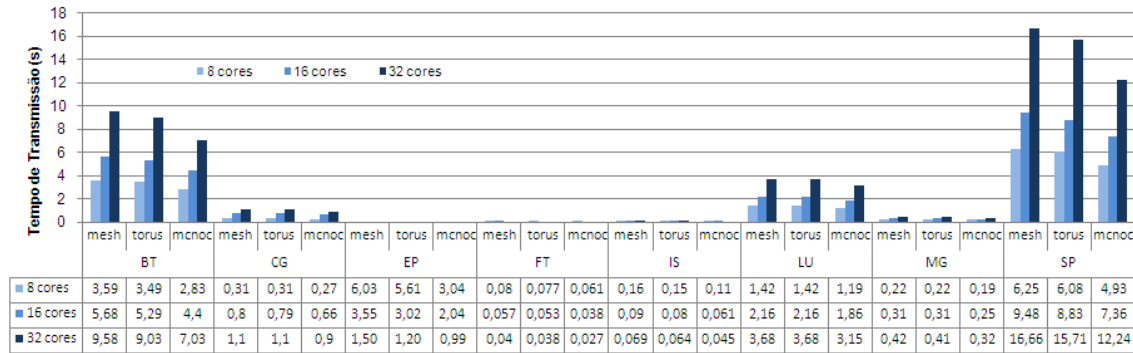 18
16
14
12
10
8
6
4
2
0
Tempo de Transmissão (s)
8 cores 16 cores 32 cores
mesh torus mcnoc mesh torus mcnoc mesh torus mcnoc mesh torus mcnoc mesh torus mcnoc mesh torus mcnoc mesh torus mcnoc mesh torus mcnoc
BT CG EP FT IS LU MG SP
8 cores 3,59 3,49 2,83 0,31 0,31 0,27 6,03 5,61 3,04 0,08 0,077 0,061 0,16 0,15 0,11 1,42 1,42 1,19 0,22 0,22 0,19 6,25 6,08 4,93
16 cores 5,68 5,29 4,4 0,8 0,79 0,66 3,55 3,02 2,04 0,057 0,053 0,038 0,09 0,08 0,061 2,16 2,16 1,86 0,31 0,31 0,25 9,48 8,83 7,36
32 cores 9,58 9,03 7,03 1,1 1,1 0,9 1,50 1,20 0,99 0,04 0,038 0,027 0,069 0,064 0,045 3,68 3,68 3,15 0,42 0,41 0,32 16,66 15,71 12,24